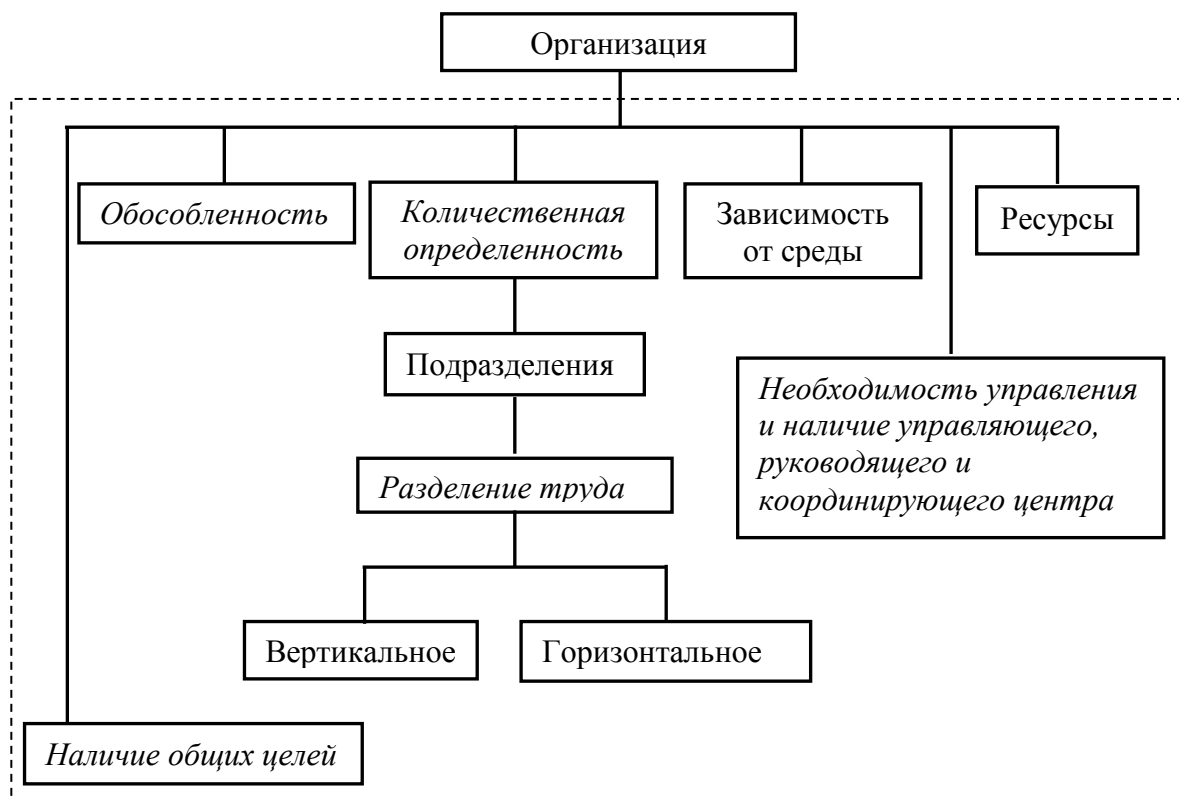 Организация
Обособленность
Количественная
определенность
Зависимость
от среды
Ресурсы
Подразделения
Необходимость управления
и наличие управляющего,
руководящего и
координирующего центра
Разделение труда
Вертикальное
Горизонтальное
Наличие общих целей